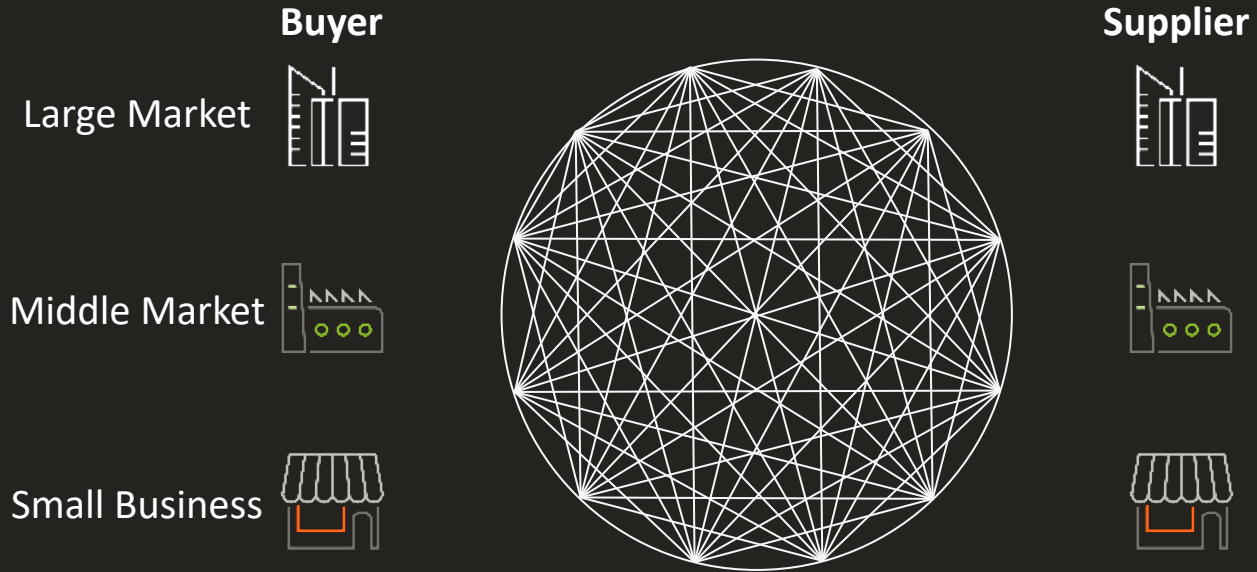 Buyer
Supplier
Large Market
Middle Market
Small Business